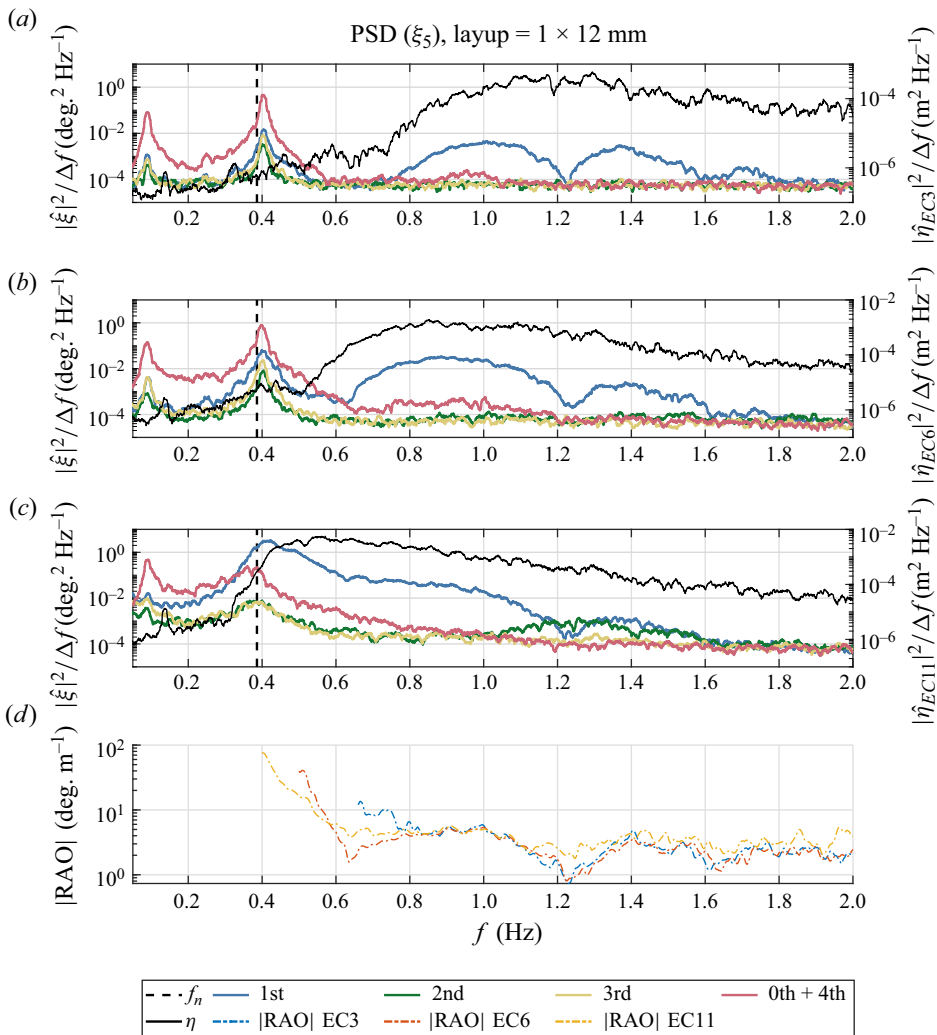 PSD (ξ₅), layup = 1 × 12 mm
(a)
|ξ̂|²/Δf (deg.² Hz⁻¹)
10⁰
10⁻²
10⁻⁴
10⁻⁴
10⁻⁶
|η̂_EC3|²/Δf (m² Hz⁻¹)
0.2 0.4 0.6 0.8 1.0 1.2 1.4 1.6 1.8 2.0
(b)
|ξ̂|²/Δf (deg.² Hz⁻¹)
10⁰
10⁻²
10⁻⁴
10⁻²
10⁻⁴
10⁻⁶
|η̂_EC6|²/Δf (m² Hz⁻¹)
0.2 0.4 0.6 0.8 1.0 1.2 1.4 1.6 1.8 2.0
(c)
|ξ̂|²/Δf (deg.² Hz⁻¹)
10⁰
10⁻²
10⁻⁴
10⁻²
10⁻⁴
10⁻⁶
|η̂_EC11|²/Δf (m² Hz⁻¹)
0.2 0.4 0.6 0.8 1.0 1.2 1.4 1.6 1.8 2.0
(d)
|RAO| (deg. m⁻¹)
10²
10¹
10⁰
0.2 0.4 0.6 0.8 1.0 1.2 1.4 1.6 1.8 2.0
f (Hz)
fₙ 1st 2nd 3rd 0th + 4th
η |RAO| EC3 |RAO| EC6 |RAO| EC11